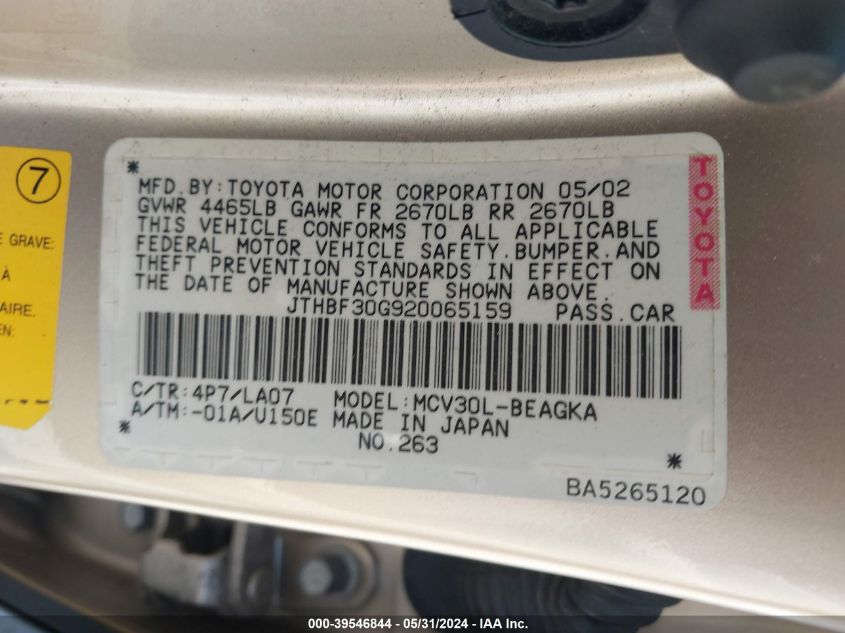 7
E GRAVE:
À
AIRE.
EN:
TOYOTA
MFD.BY:TOYOTA MOTOR CORPORATION 05/02
GVWR 4465LB GAWR FR 2670LB RR 2670LB
THIS VEHICLE CONFORMS TO ALL APPLICABLE
FEDERAL MOTOR VEHICLE SAFETY.BUMPER.AND
THEFT PREVENTION STANDARDS IN EFFECT ON
THE DATE OF MANUFACTURE SHOWN ABOVE.
JTHBF30G920065159 PASS.CAR
C/TR:4P7/LA07 MODEL:MCV30L-BEAGKA
A/TM:-01A/U150E MADE IN JAPAN
NO.263
BA5265120
000-39546844 / 05/31/2024 - IAA Inc.